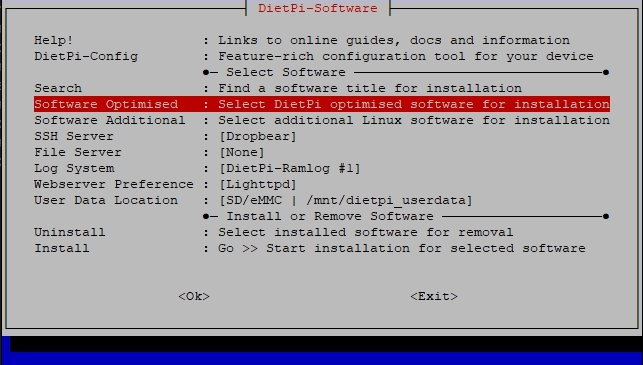 DietPi-Software
Help! : Links to online guides, docs and information
DietPi-Config : Feature-rich configuration tool for your device
●─ Select Software ─●
Search : Find a software title for installation
Software Optimised : Select DietPi optimised software for installation
Software Additional : Select additional Linux software for installation
SSH Server : [Dropbear]
File Server : [None]
Log System : [DietPi-Ramlog #1]
Webserver Preference : [Lighttpd]
User Data Location : [SD/eMMC | /mnt/dietpi_userdata]
●─ Install or Remove Software ─●
Uninstall : Select installed software for removal
Install : Go >> Start installation for selected software
<Ok> <Exit>